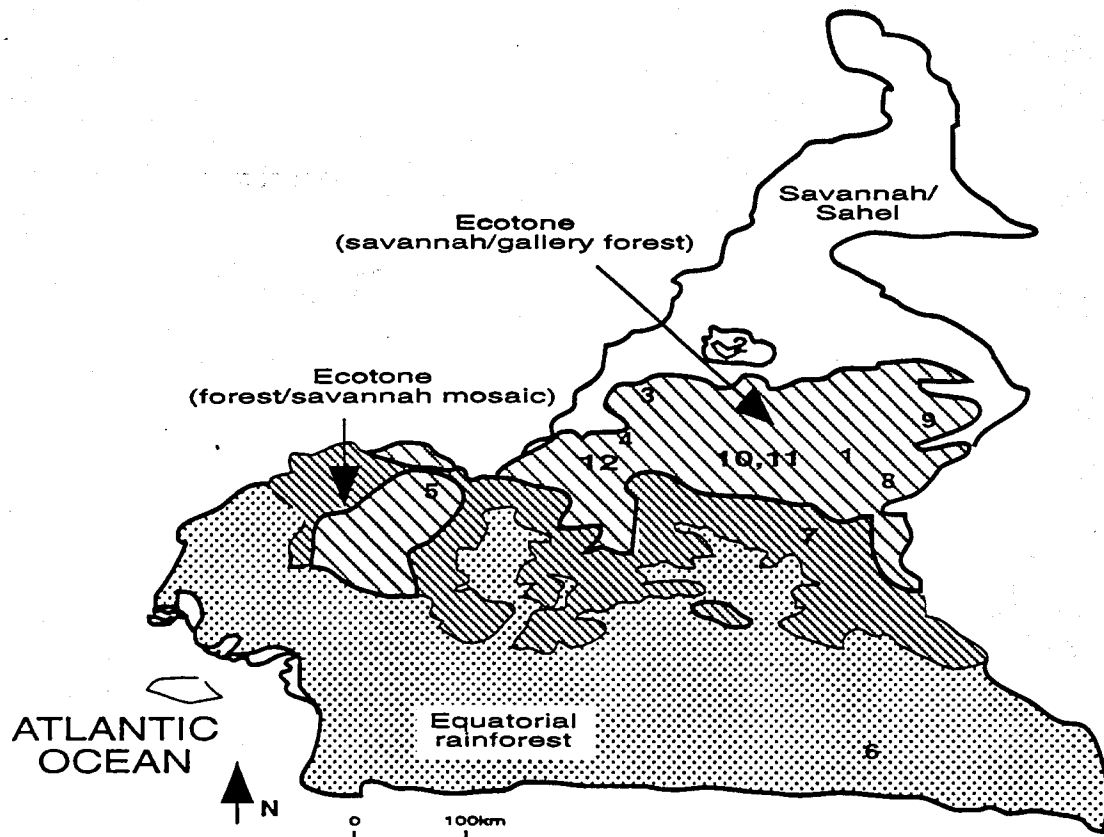 Savannah/
Sahel
Ecotone
(savannah/gallery forest)
2
Ecotone
(forest/savannah mosaic)
3
9
4
12
10,11
1
8
5
7
Equatorial
rainforest
6
ATLANTIC
OCEAN
N
0
100km